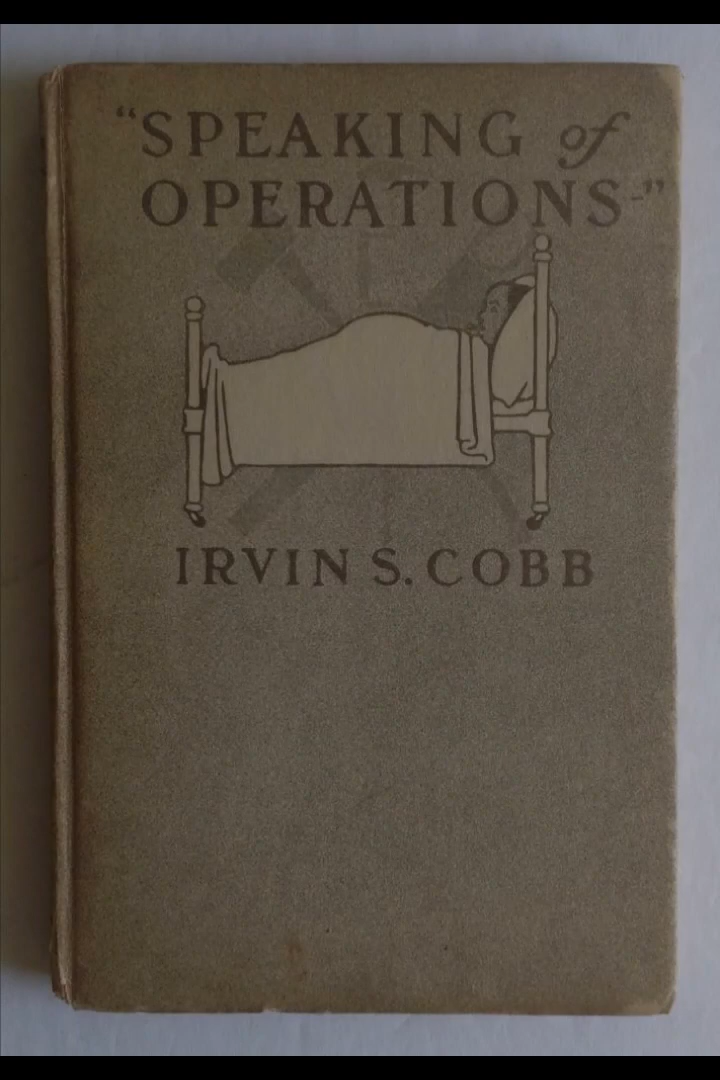 “SPEAKING of
OPERATIONS-”
IRVIN S. COBB